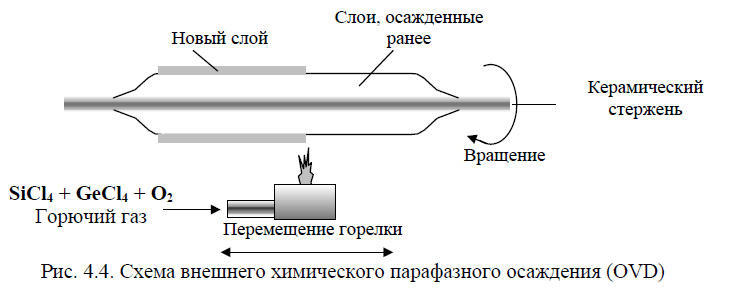 Слои, осажденные
ранее
Новый слой
Керамический
стержень
Вращение
SiCl4 + GeCl4 + O2
Горючий газ
Перемещение горелки
Рис. 4.4. Схема внешнего химического парафазного осаждения (OVD)